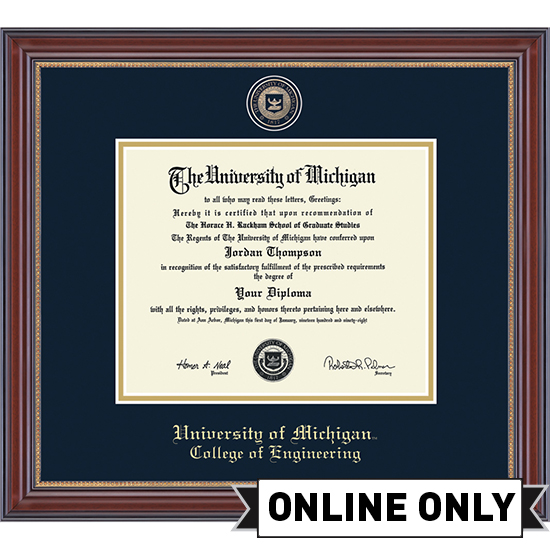 The University of Michigan
to all who may read these letters, Greetings:
Hereby it is certified that upon recommendation of
The Horace H. Rackham School of Graduate Studies
The Regents of The University of Michigan have conferred upon
Jordan Thompson
in recognition of the satisfactory fulfillment of the prescribed requirements
the degree of
Your Diploma
with all the rights, privileges, and honors thereto pertaining here and elsewhere.
Dated at Ann Arbor, Michigan this first day of January, nineteen hundred and ninety-eight
Homer A. Neal
President
Secretary
University of Michigan
College of Engineering
ONLINE ONLY